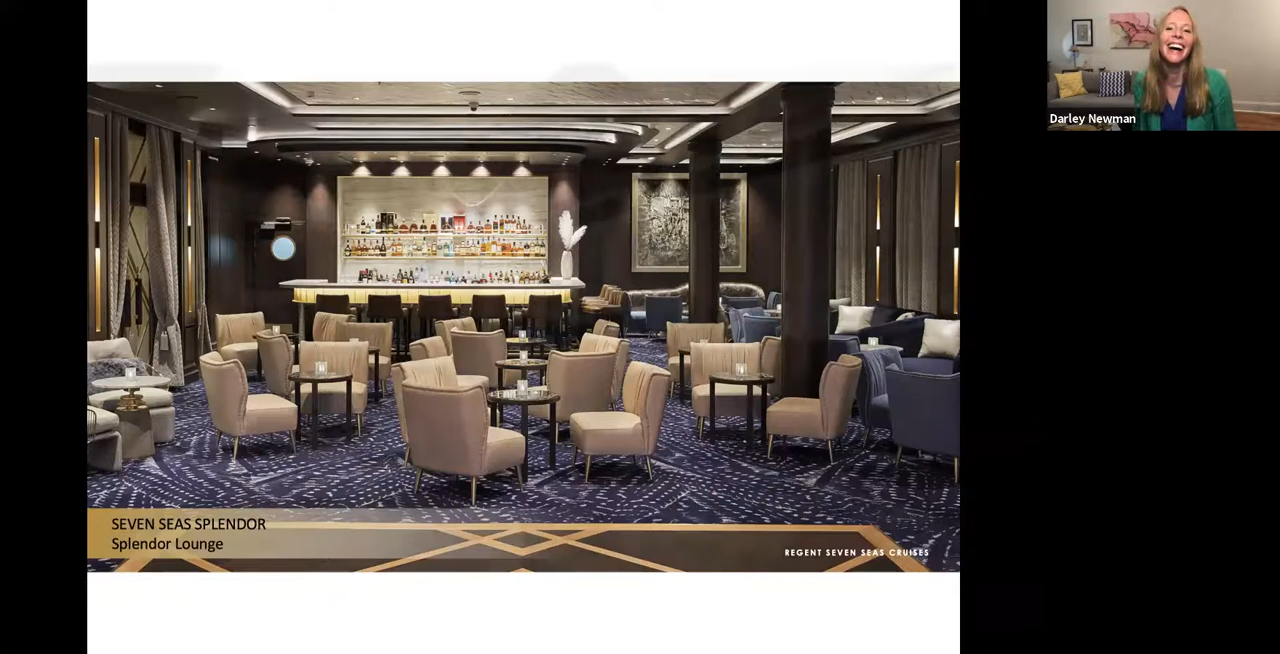 Darley Newman
SEVEN SEAS SPLENDOR
Splendor Lounge
REGENT SEVEN SEAS CRUISES